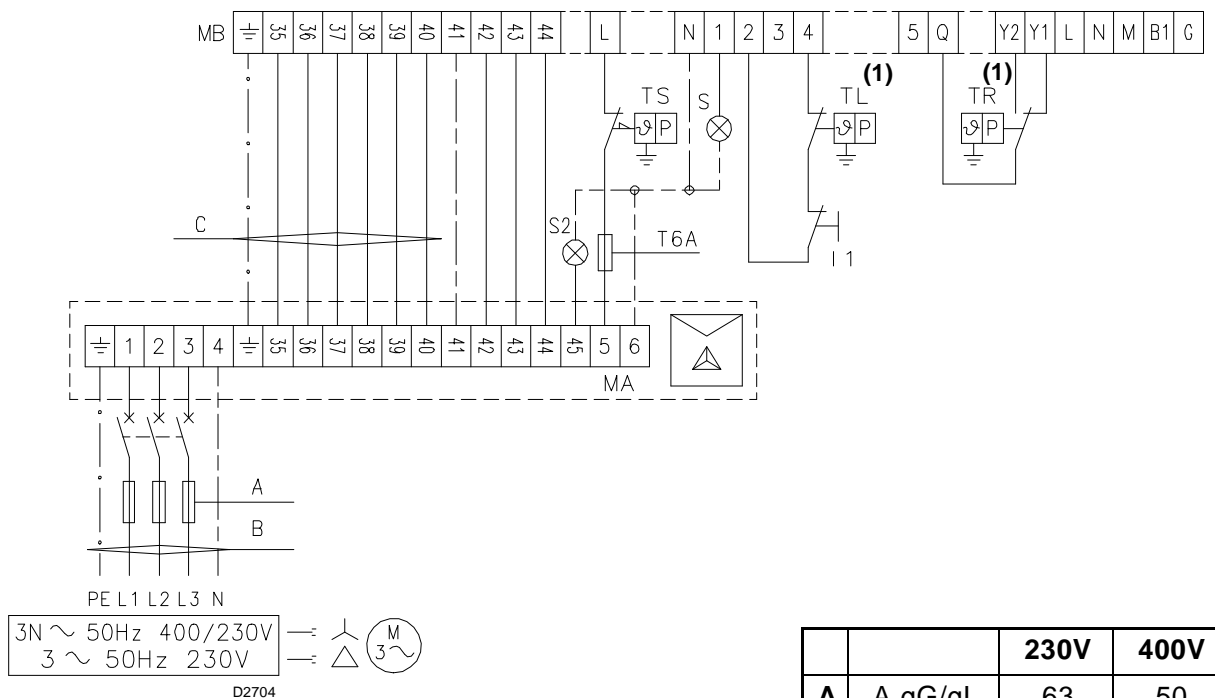 MB 35 36 37 38 39 40 41 42 43 44 L N 1 2 3 4 5 Q Y2 Y1 L N M B1 G
(1) (1)
TS S TL TR
ϑ P ϑ P ϑ P
C S2 T6A I1
1 2 3 4 35 36 37 38 39 40 41 42 43 44 45 5 6
MA
A
B
PE L1 L2 L3 N
3N ~ 50Hz 400/230V
3 ~ 50Hz 230V
M
3~
D2704
230V 400V
A A gG/gL 63 50